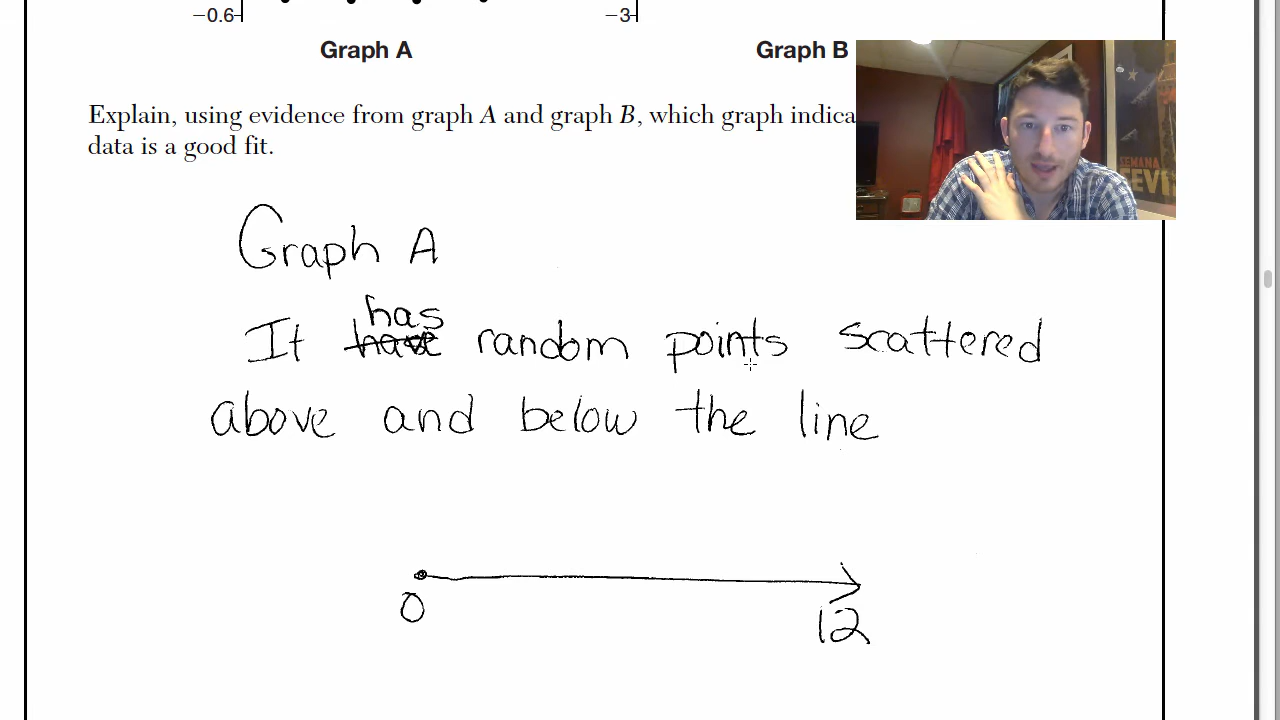 −0.6
−3
Graph A
Graph B
Explain, using evidence from graph A and graph B, which graph indica
data is a good fit.
SEMANA
Graph A
has
It have random points scattered
above and below the line
0
12